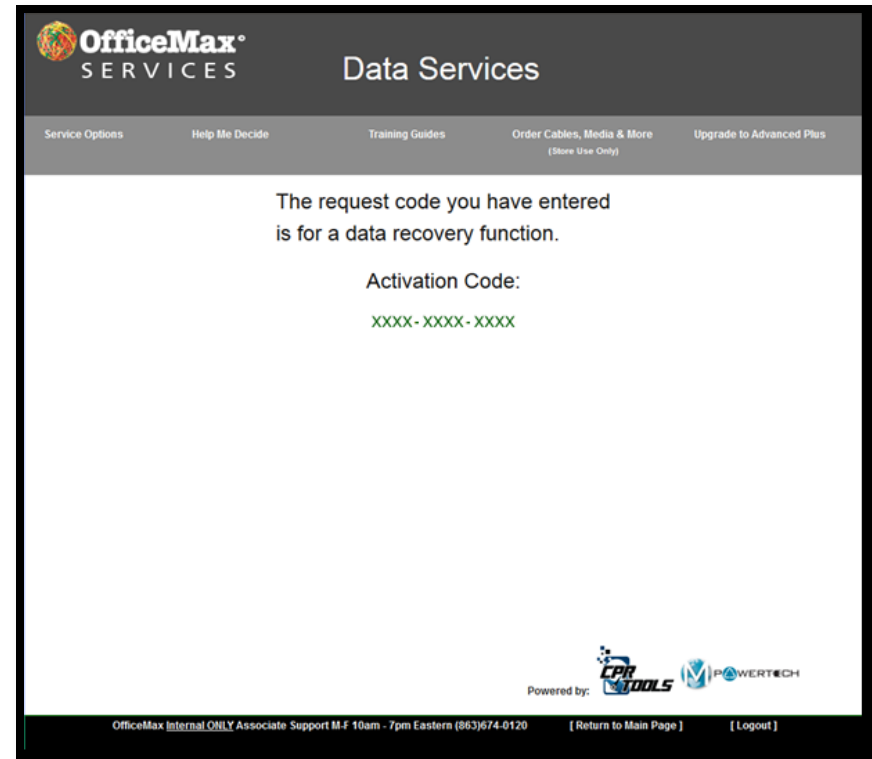 OfficeMax®
SERVICES
Data Services
Service Options
Help Me Decide
Training Guides
Order Cables, Media & More
(Store Use Only)
Upgrade to Advanced Plus
The request code you have entered
is for a data recovery function.
Activation Code:
XXXX-XXXX-XXXX
Powered by:
CPR
TOOLS
POWERTECH
OfficeMax Internal ONLY Associate Support M-F 10am - 7pm Eastern (863)674-0120 [ Return to Main Page ] [ Logout ]